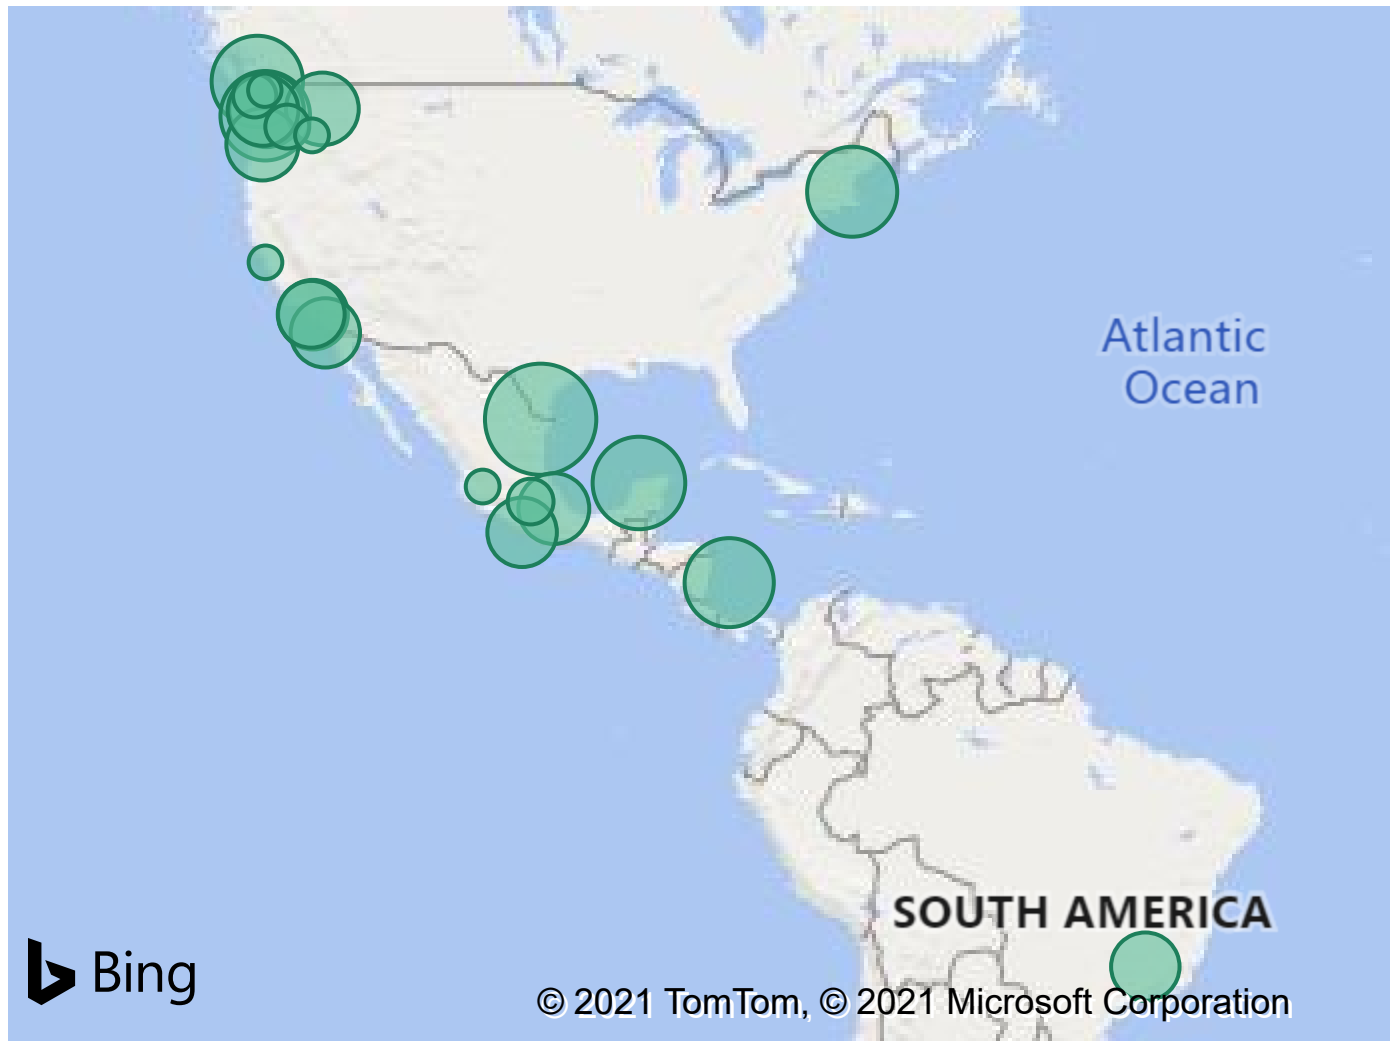 Atlantic
Ocean
SOUTH AMERICA
Bing
© 2021 TomTom, © 2021 Microsoft Corporation